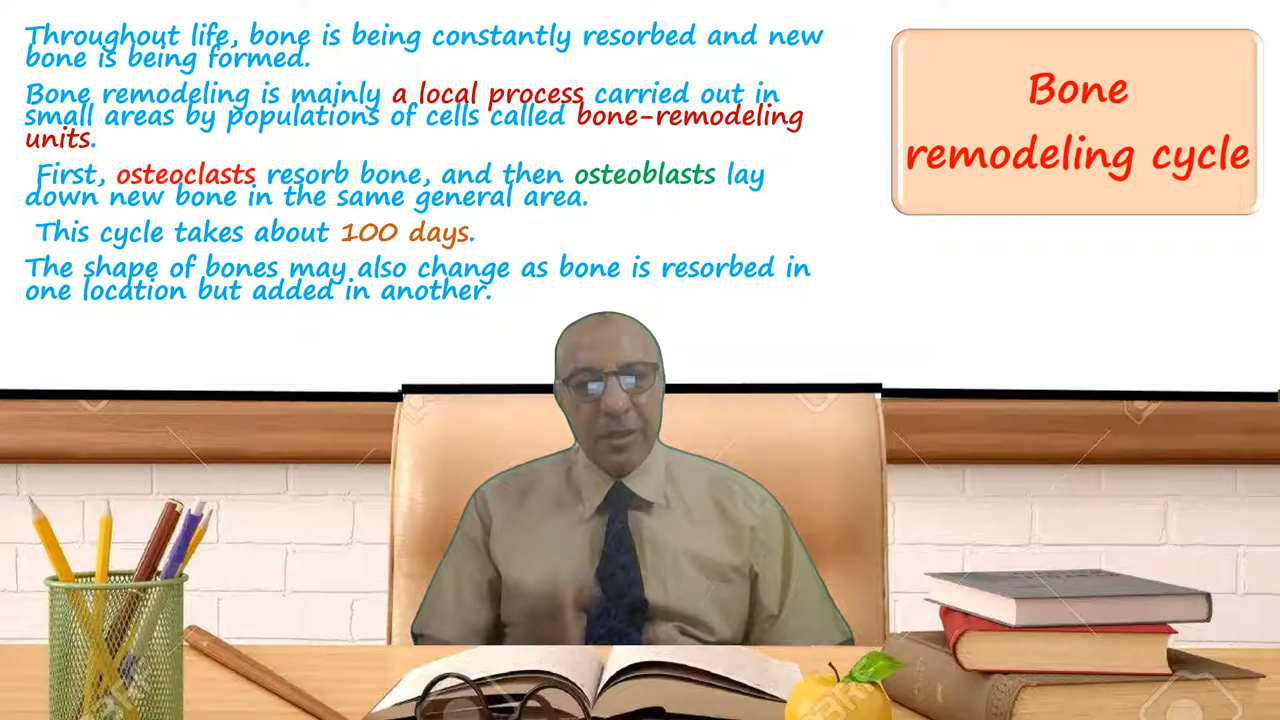 Throughout life, bone is being constantly resorbed and new
bone is being formed.
Bone remodeling is mainly a local process carried out in
small areas by populations of cells called bone-remodeling
units.
First, osteoclasts resorb bone, and then osteoblasts lay
down new bone in the same general area.
This cycle takes about 100 days.
The shape of bones may also change as bone is resorbed in
one location but added in another.
Bone
remodeling cycle